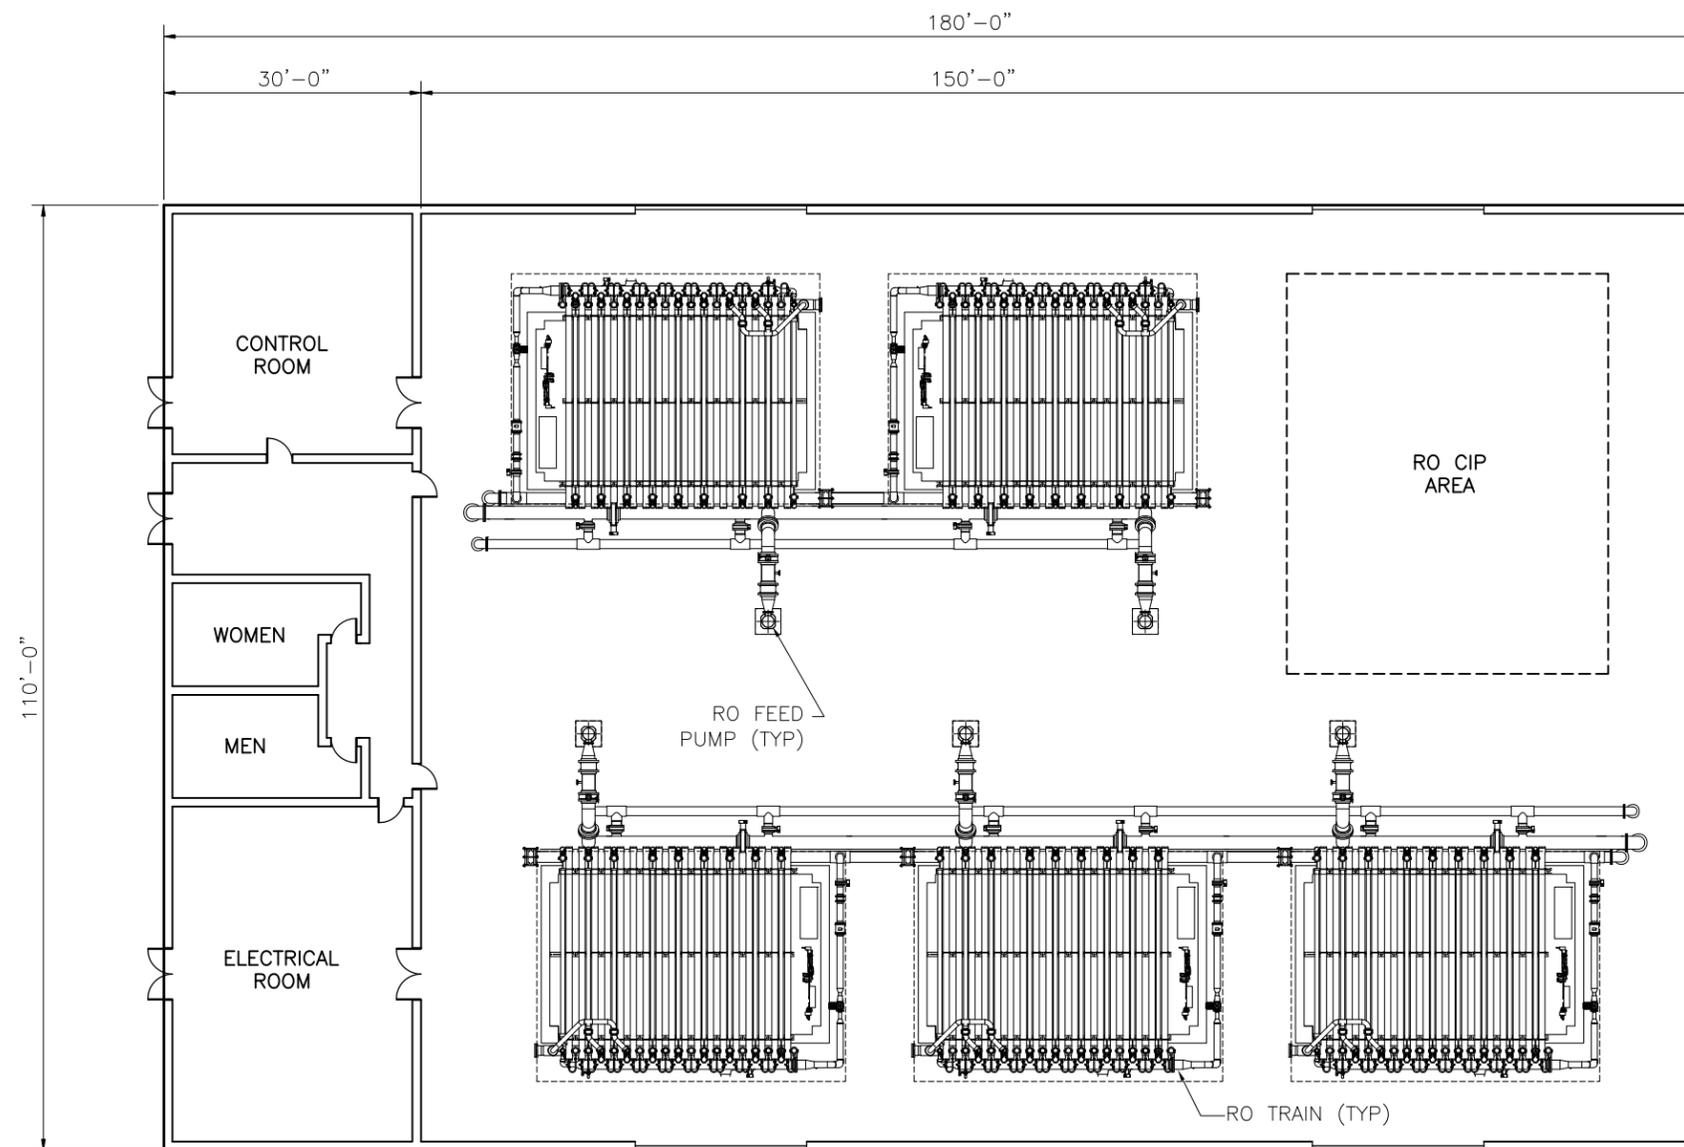 180'-0"
30'-0"
150'-0"
CONTROL
ROOM
RO CIP
AREA
WOMEN
110'-0"
RO FEED
PUMP (TYP)
MEN
ELECTRICAL
ROOM
RO TRAIN (TYP)